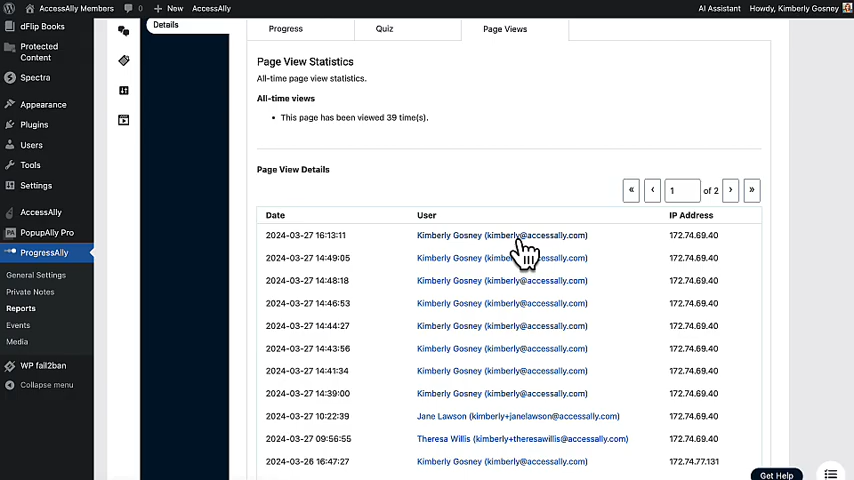 AccessAlly Members
0
New
AccessAlly
AI Assistant
Howdy, Kimberly Gosney
dFlip Books
Protected
Content
Spectra
Appearance
Plugins
Users
Tools
Settings
AccessAlly
PopupAlly Pro
ProgressAlly
General Settings
Private Notes
Reports
Events
Media
WP fail2ban
Collapse menu
Details
Progress
Quiz
Page Views
Page View Statistics
All-time page view statistics.
All-time views
• This page has been viewed 39 time(s).
Page View Details
« ‹ 1 of 2 › »
Date User IP Address
2024-03-27 16:13:11 Kimberly Gosney (kimberly@accessally.com) 172.74.69.40
2024-03-27 14:49:05 Kimberly Gosney (kimbe essally.com) 172.74.69.40
2024-03-27 14:48:18 Kimberly Gosney (kimberly@accessally.com) 172.74.69.40
2024-03-27 14:46:53 Kimberly Gosney (kimberly@accessally.com) 172.74.69.40
2024-03-27 14:44:27 Kimberly Gosney (kimberly@accessally.com) 172.74.69.40
2024-03-27 14:43:56 Kimberly Gosney (kimberly@accessally.com) 172.74.69.40
2024-03-27 14:41:34 Kimberly Gosney (kimberly@accessally.com) 172.74.69.40
2024-03-27 14:39:00 Kimberly Gosney (kimberly@accessally.com) 172.74.69.40
2024-03-27 10:22:39 Jane Lawson (kimberly+janelawson@accessally.com) 172.74.69.40
2024-03-27 09:56:55 Theresa Willis (kimberly+theresawillis@accessally.com) 172.74.69.40
2024-03-26 16:47:27 Kimberly Gosney (kimberly@accessally.com) 172.74.77.131
Get Help